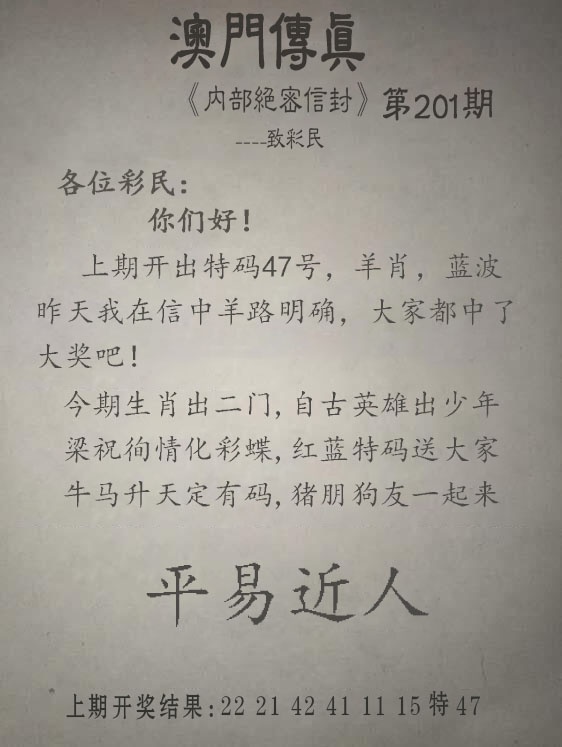 澳門傳真
《内部絕密信封》第201期
----致彩民
各位彩民：
你们好！
上期开出特码47号，羊肖，蓝波
昨天我在信中羊路明确，大家都中了
大奖吧！
今期生肖出二门,自古英雄出少年
梁祝徇情化彩蝶,红蓝特码送大家
牛马升天定有码,猪朋狗友一起来
平易近人
上期开奖结果:22 21 42 41 11 15特47